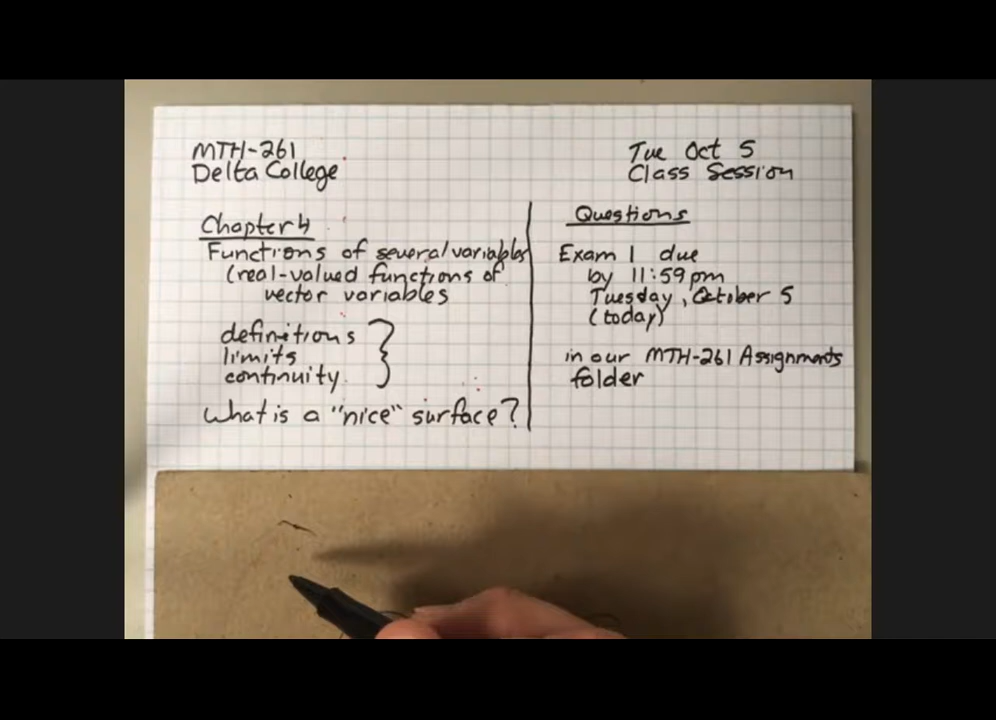 MTH-261
Delta College
Tue Oct 5
Class Session
Chapter 4
Functions of several variables
(real-valued functions of
vector variables
definitions
limits
continuity
What is a "nice" surface?
Questions
Exam 1 due
by 11:59pm
Tuesday, October 5
(today)
in our MTH-261 Assignments
folder